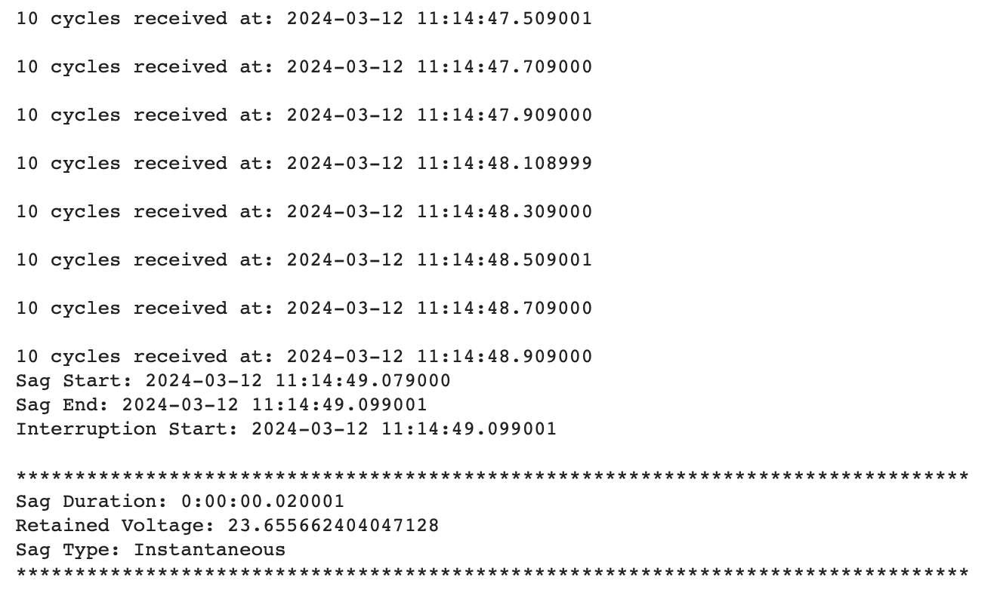 10 cycles received at: 2024-03-12 11:14:47.509001
10 cycles received at: 2024-03-12 11:14:47.709000
10 cycles received at: 2024-03-12 11:14:47.909000
10 cycles received at: 2024-03-12 11:14:48.108999
10 cycles received at: 2024-03-12 11:14:48.309000
10 cycles received at: 2024-03-12 11:14:48.509001
10 cycles received at: 2024-03-12 11:14:48.709000
10 cycles received at: 2024-03-12 11:14:48.909000
Sag Start: 2024-03-12 11:14:49.079000
Sag End: 2024-03-12 11:14:49.099001
Interruption Start: 2024-03-12 11:14:49.099001
*********************************************************************************
Sag Duration: 0:00:00.020001
Retained Voltage: 23.655662404047128
Sag Type: Instantaneous
*********************************************************************************